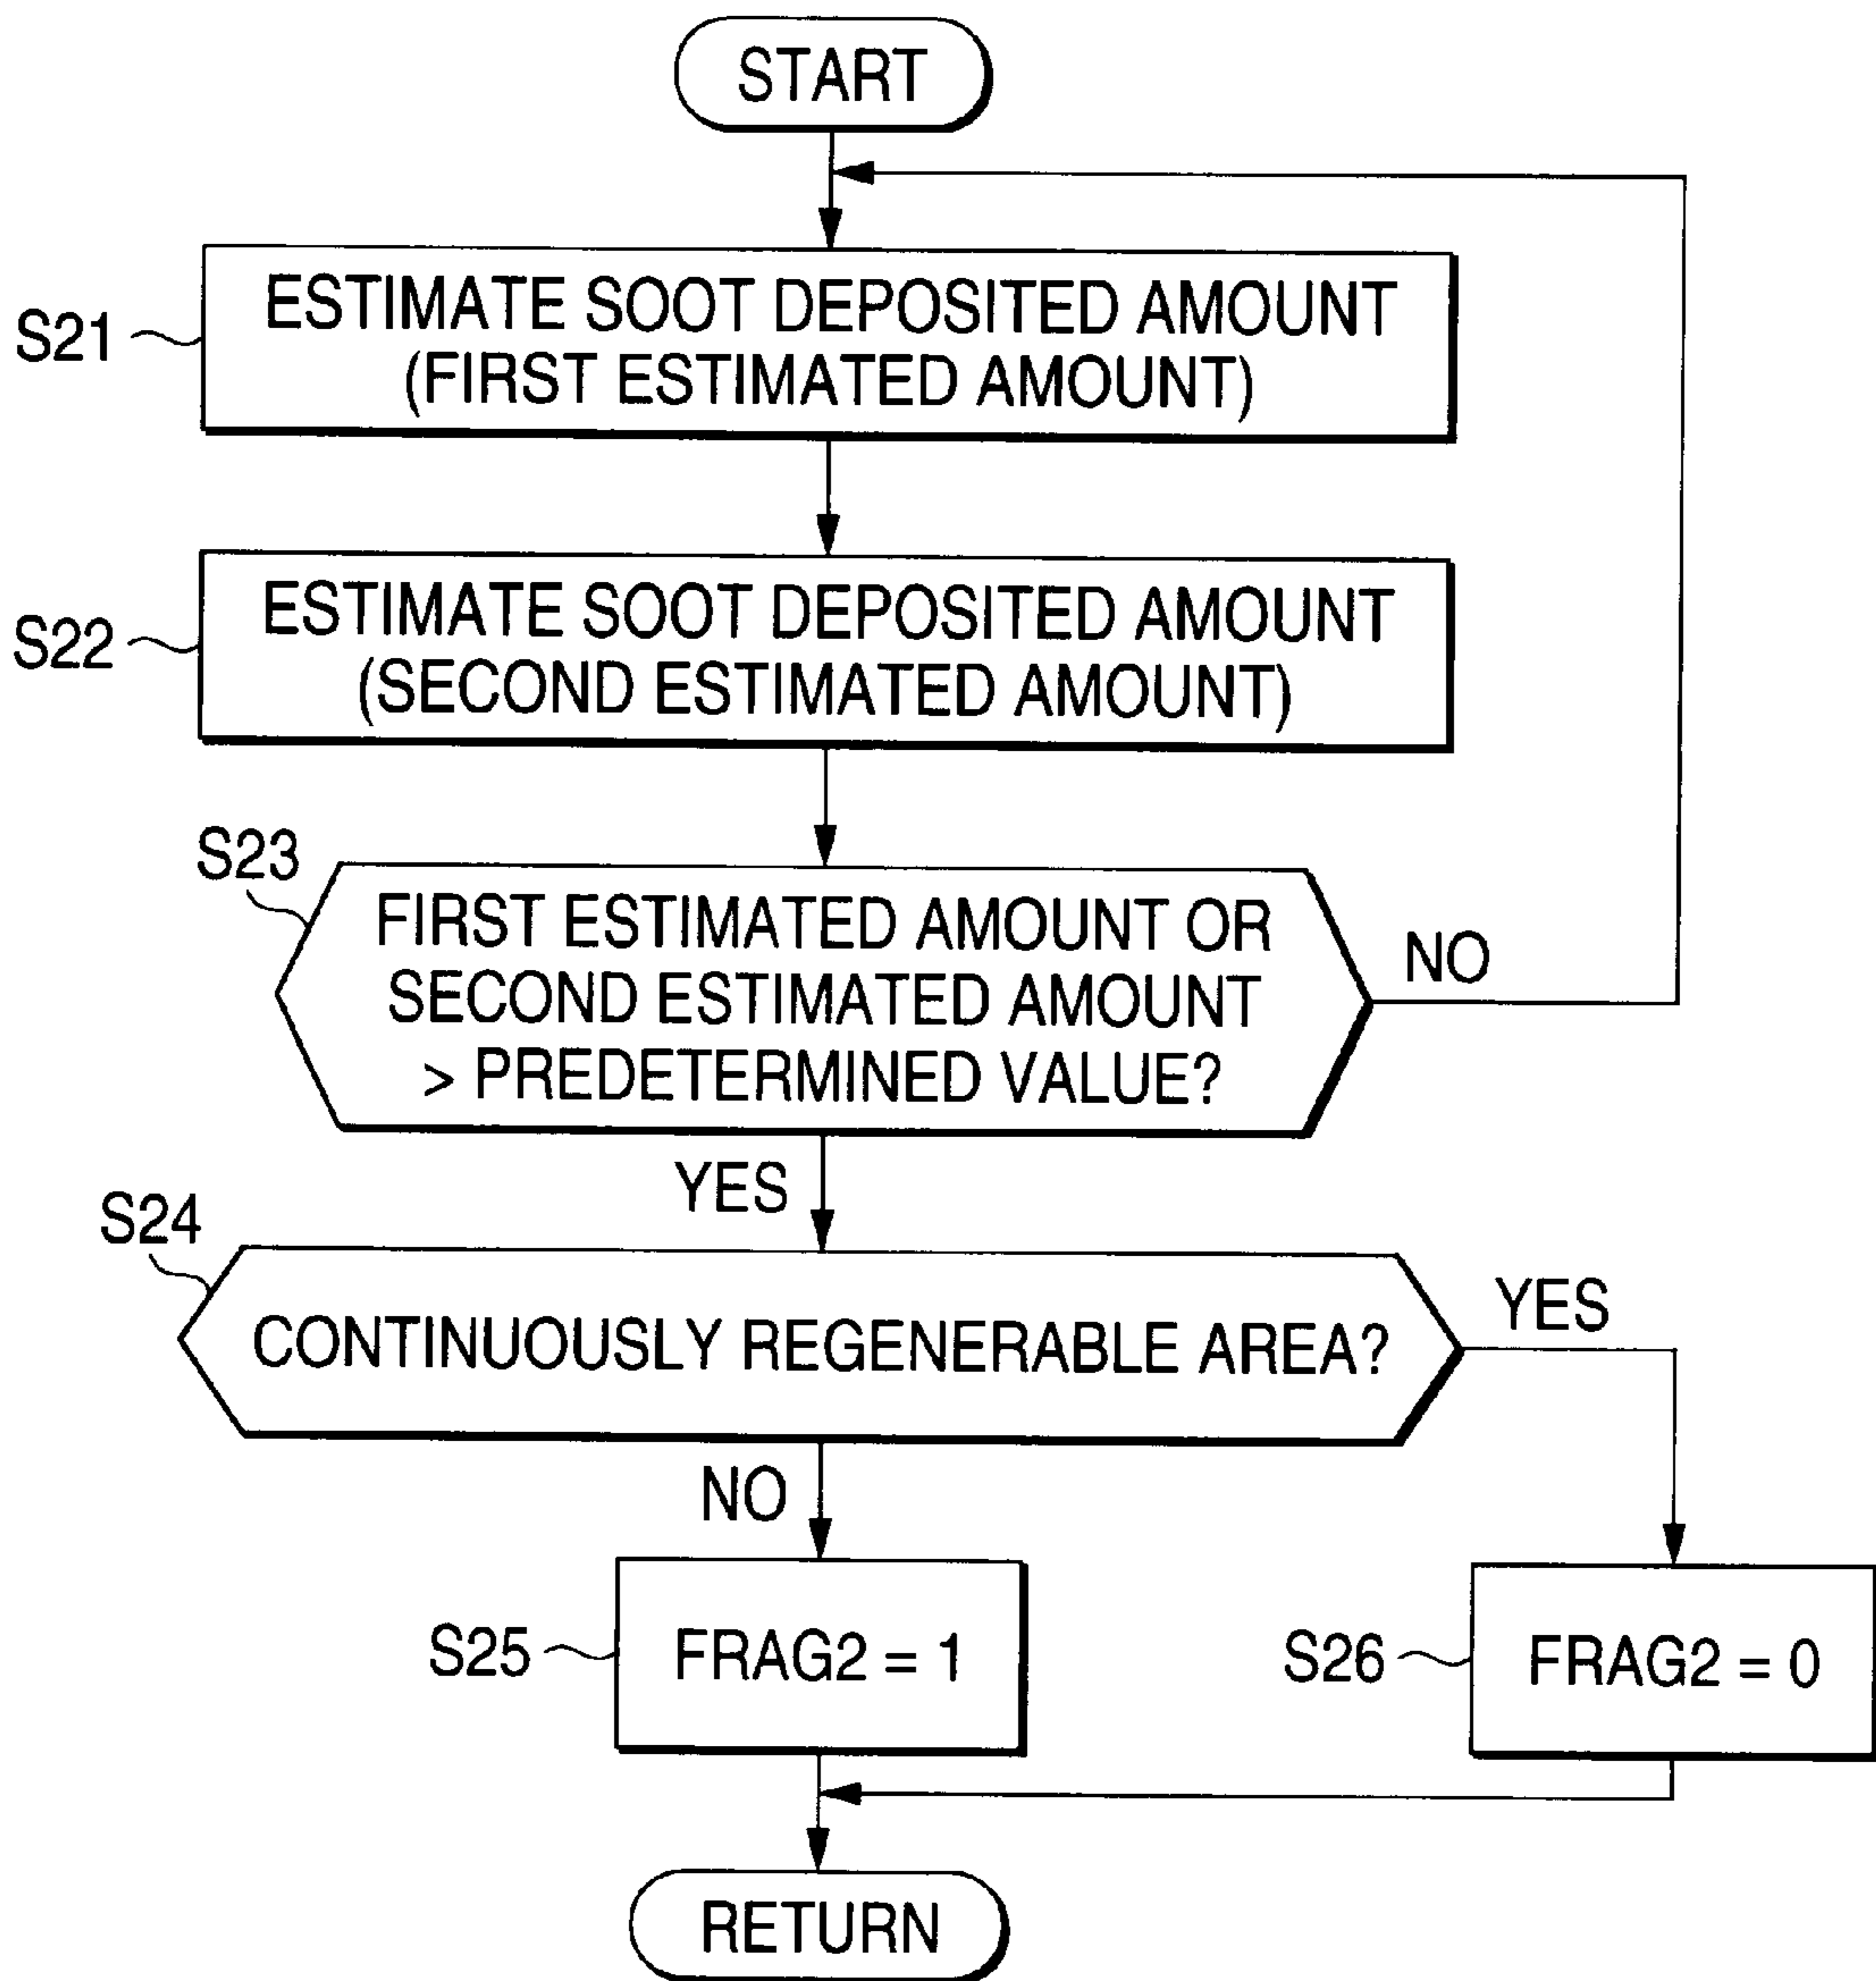 START
S21
ESTIMATE SOOT DEPOSITED AMOUNT
(FIRST ESTIMATED AMOUNT)
S22
ESTIMATE SOOT DEPOSITED AMOUNT
(SECOND ESTIMATED AMOUNT)
S23
FIRST ESTIMATED AMOUNT OR
SECOND ESTIMATED AMOUNT
> PREDETERMINED VALUE?
NO
YES
S24
CONTINUOUSLY REGENERABLE AREA?
YES
NO
S25
FRAG2 = 1
S26
FRAG2 = 0
RETURN